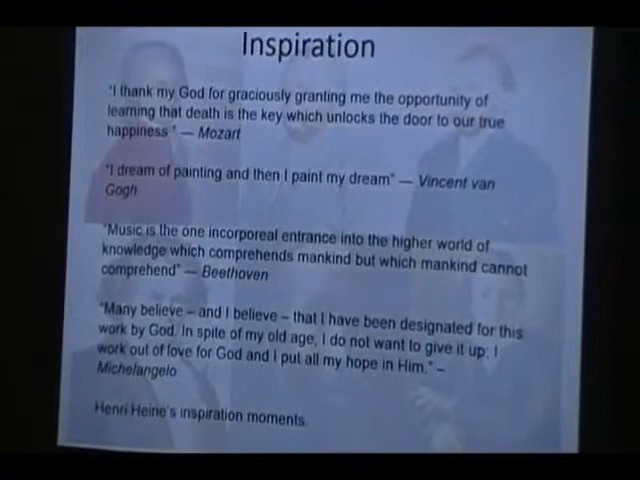 Inspiration
"I thank my God for graciously granting me the opportunity of
learning that death is the key which unlocks the door to our true
happiness." — Mozart
"I dream of painting and then I paint my dream" — Vincent van
Gogh
"Music is the one incorporeal entrance into the higher world of
knowledge which comprehends mankind but which mankind cannot
comprehend" — Beethoven
"Many believe – and I believe – that I have been designated for this
work by God. In spite of my old age, I do not want to give it up; I
work out of love for God and I put all my hope in Him." –
Michelangelo
Henri Heine's inspiration moments.